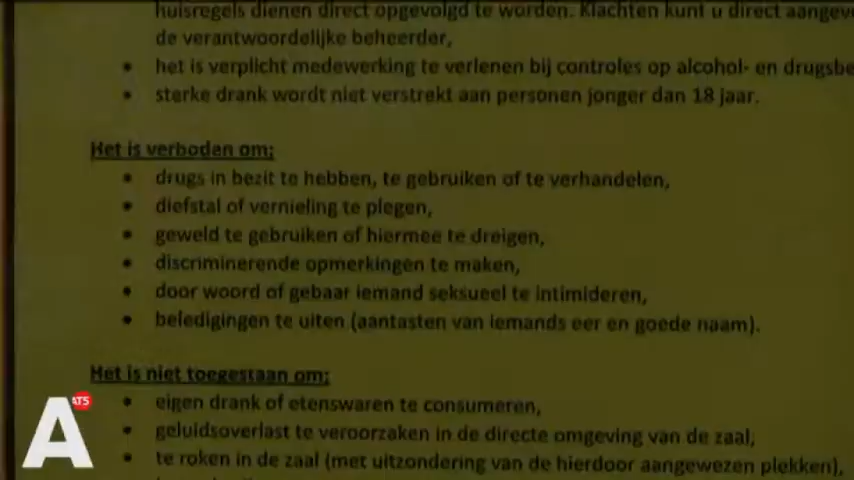 huisregels dienen direct opgevolgd te worden. Klachten kunt u direct
de verantwoordelijke beheerder,
• het is verplicht medewerking te verlenen bij controles op alcohol- en
• sterke drank wordt niet verstrekt aan personen jonger dan 18 jaar.
Het is verboden om;
• drugs in bezit te hebben, te gebruiken of te verhandelen,
• diefstal of vernieling te plegen,
• geweld te gebruiken of hiermee te dreigen,
• discriminerende opmerkingen te maken,
• door woord of gebaar iemand seksueel te intimideren,
• beledigingen te uiten (aantasten van iemands eer en goede naam).
Het is niet toegestaan om;
• eigen drank of etenswaren te consumeren,
• geluidsoverlast te veroorzaken in de directe omgeving van de zaal,
• te roken in de zaal (met uitzondering van de hierdoor aangewezen plekken),
A AT5